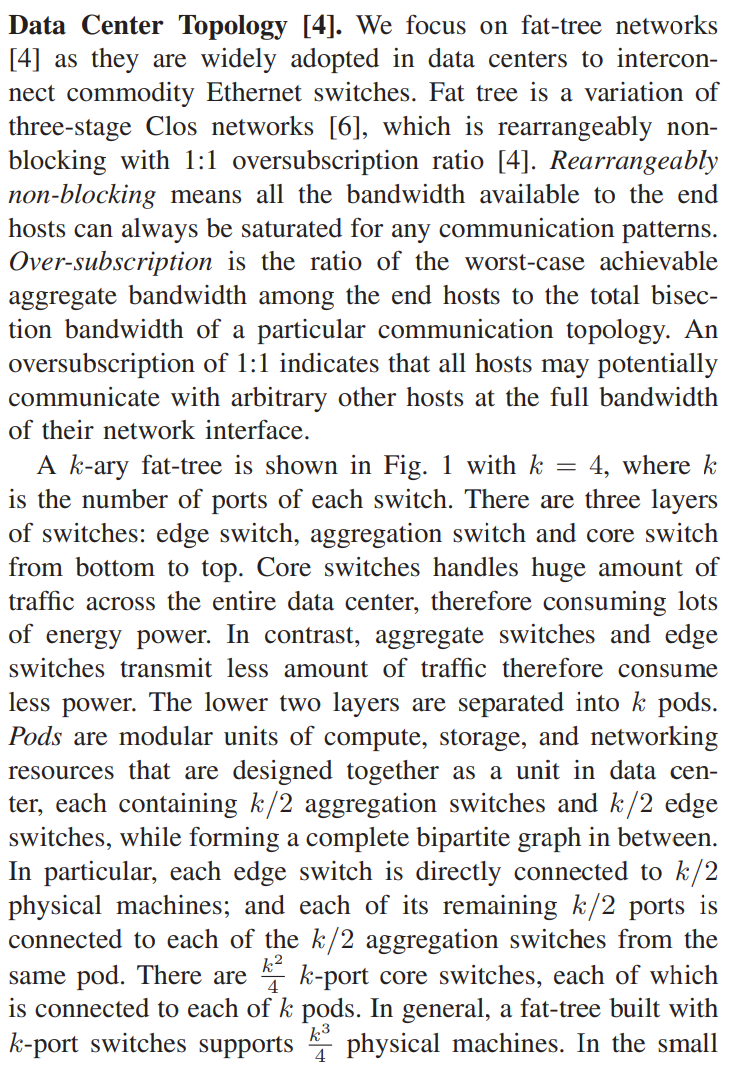 Data Center Topology [4]. We focus on fat-tree networks
[4] as they are widely adopted in data centers to intercon-
nect commodity Ethernet switches. Fat tree is a variation of
three-stage Clos networks [6], which is rearrangeably non-
blocking with 1:1 oversubscription ratio [4]. Rearrangeably
non-blocking means all the bandwidth available to the end
hosts can always be saturated for any communication patterns.
Over-subscription is the ratio of the worst-case achievable
aggregate bandwidth among the end hosts to the total bisec-
tion bandwidth of a particular communication topology. An
oversubscription of 1:1 indicates that all hosts may potentially
communicate with arbitrary other hosts at the full bandwidth
of their network interface.
A k-ary fat-tree is shown in Fig. 1 with k = 4, where k
is the number of ports of each switch. There are three layers
of switches: edge switch, aggregation switch and core switch
from bottom to top. Core switches handles huge amount of
traffic across the entire data center, therefore consuming lots
of energy power. In contrast, aggregate switches and edge
switches transmit less amount of traffic therefore consume
less power. The lower two layers are separated into k pods.
Pods are modular units of compute, storage, and networking
resources that are designed together as a unit in data cen-
ter, each containing k/2 aggregation switches and k/2 edge
switches, while forming a complete bipartite graph in between.
In particular, each edge switch is directly connected to k/2
physical machines; and each of its remaining k/2 ports is
connected to each of the k/2 aggregation switches from the
same pod. There are k²/4 k-port core switches, each of which
is connected to each of k pods. In general, a fat-tree built with
k-port switches supports k³/4 physical machines. In the small